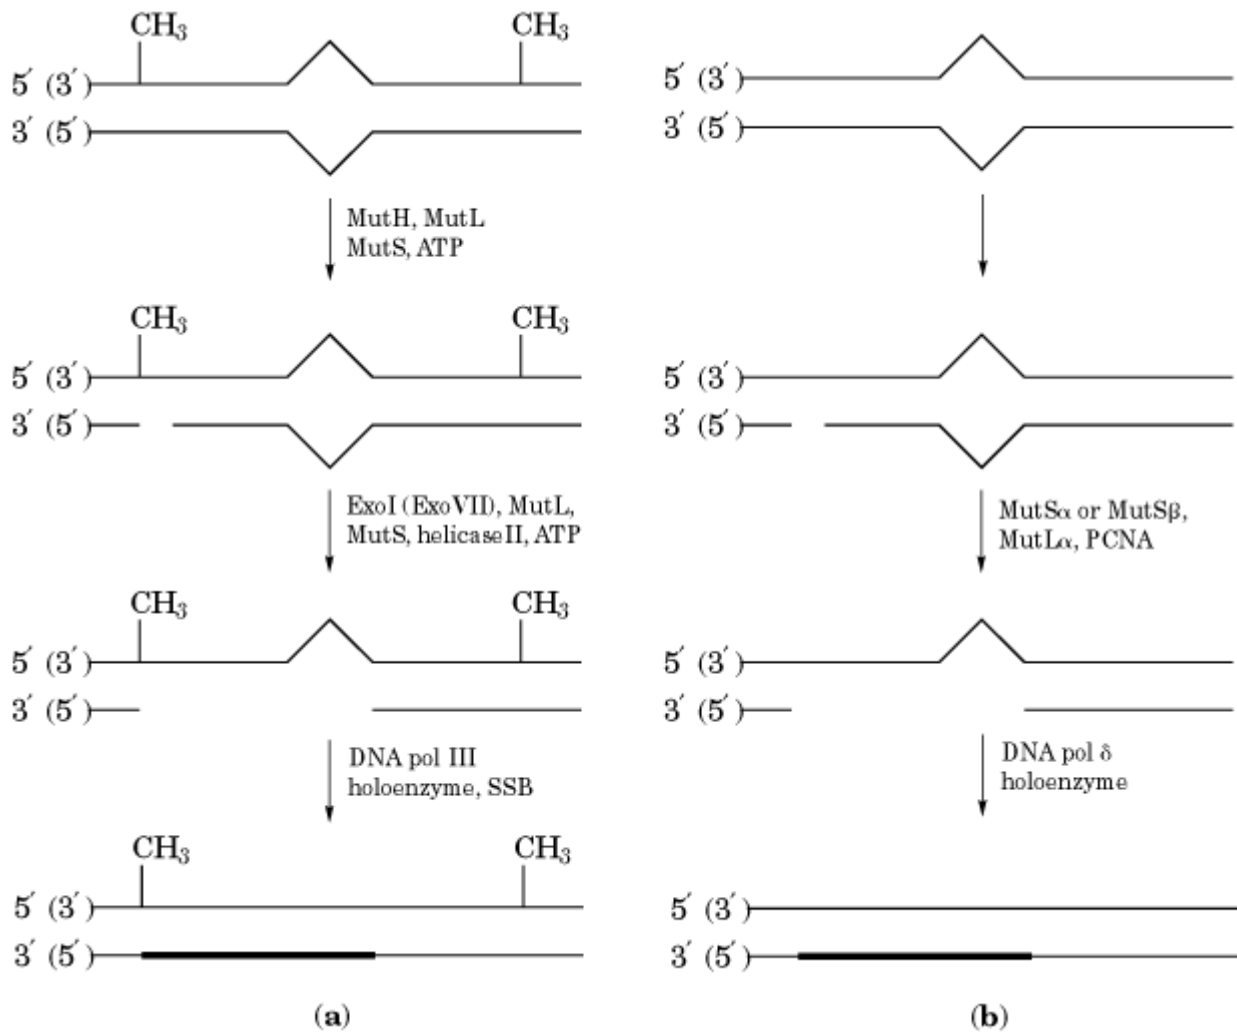 CH₃ CH₃
5′ (3′)
3′ (5′)
MutH, MutL
MutS, ATP
CH₃ CH₃
5′ (3′)
3′ (5′)
ExoI (ExoVII), MutL,
MutS, helicaseII, ATP
CH₃ CH₃
5′ (3′)
3′ (5′)
DNA pol III
holoenzyme, SSB
CH₃ CH₃
5′ (3′)
3′ (5′)
(a)
5′ (3′)
3′ (5′)
5′ (3′)
3′ (5′)
MutSα or MutSβ,
MutLα, PCNA
5′ (3′)
3′ (5′)
DNA pol δ
holoenzyme
5′ (3′)
3′ (5′)
(b)